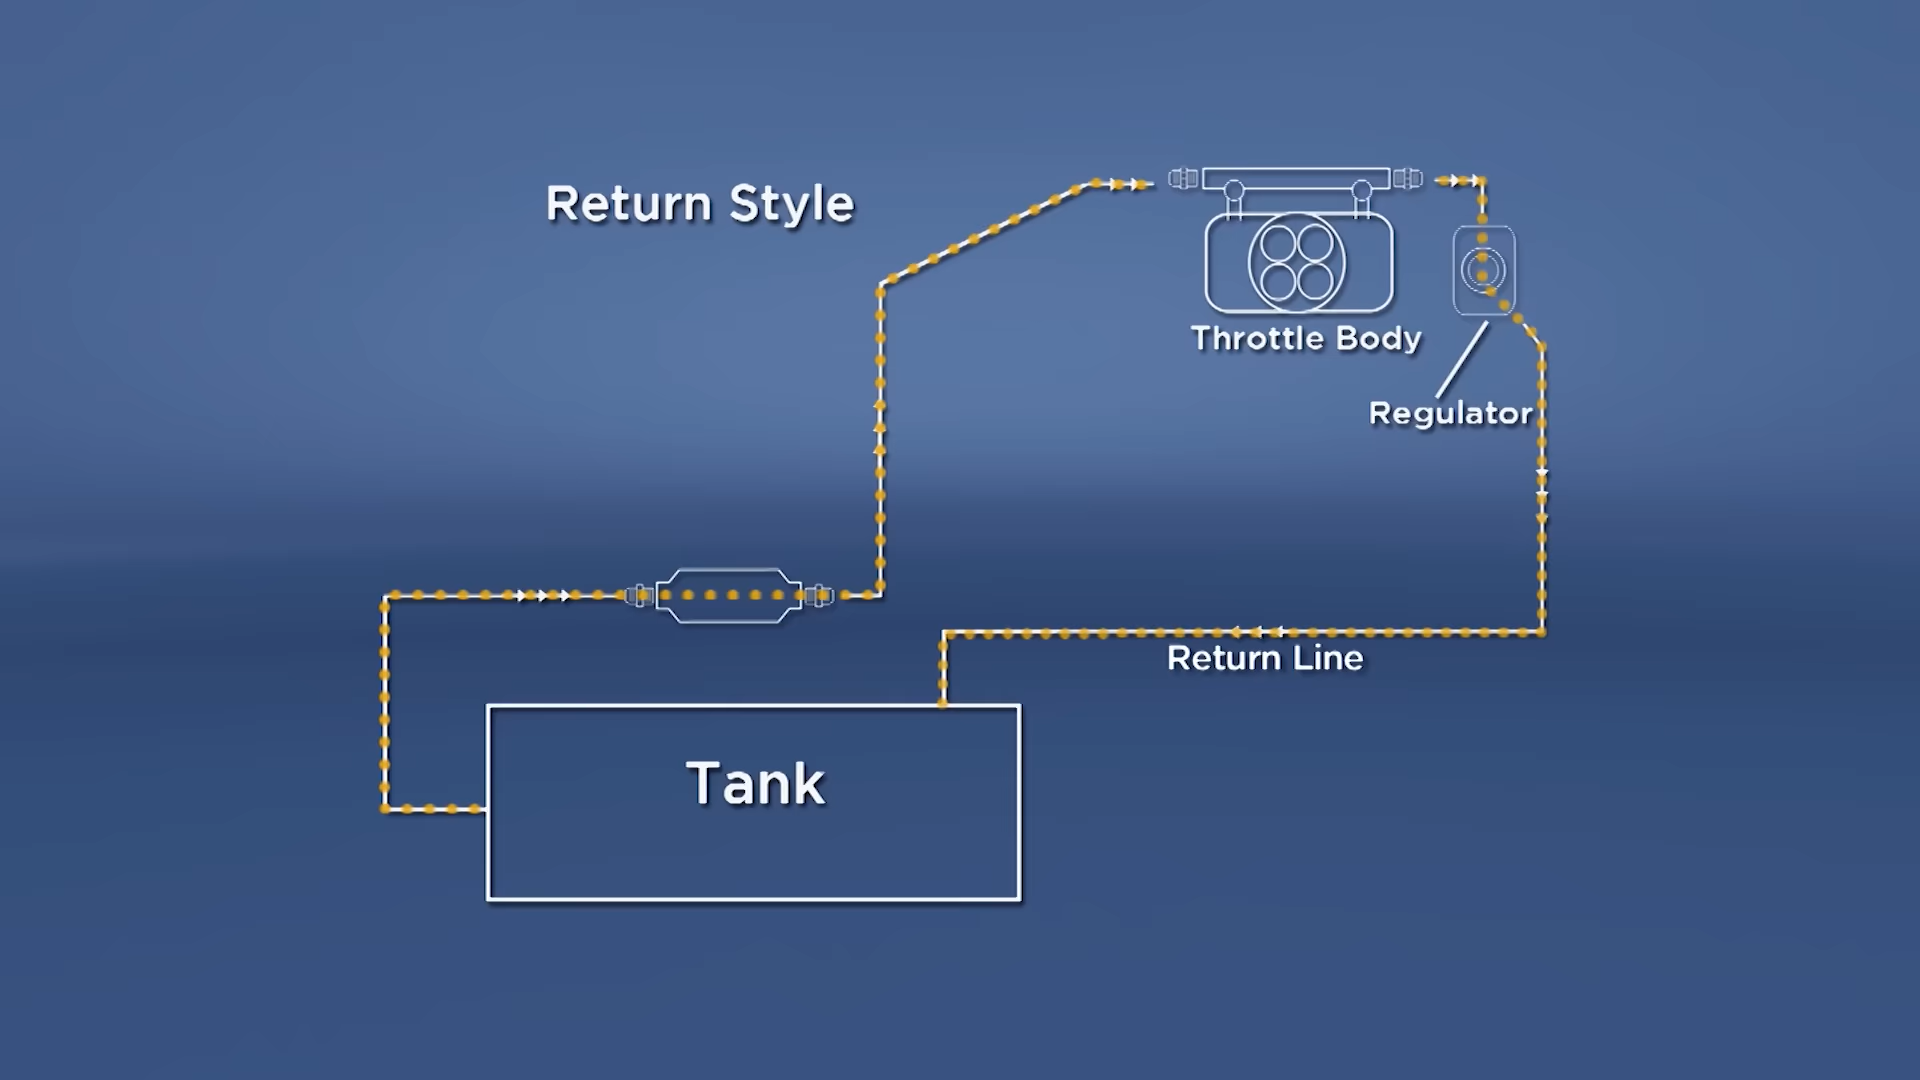 Return Style
Throttle Body
Regulator
Return Line
Tank